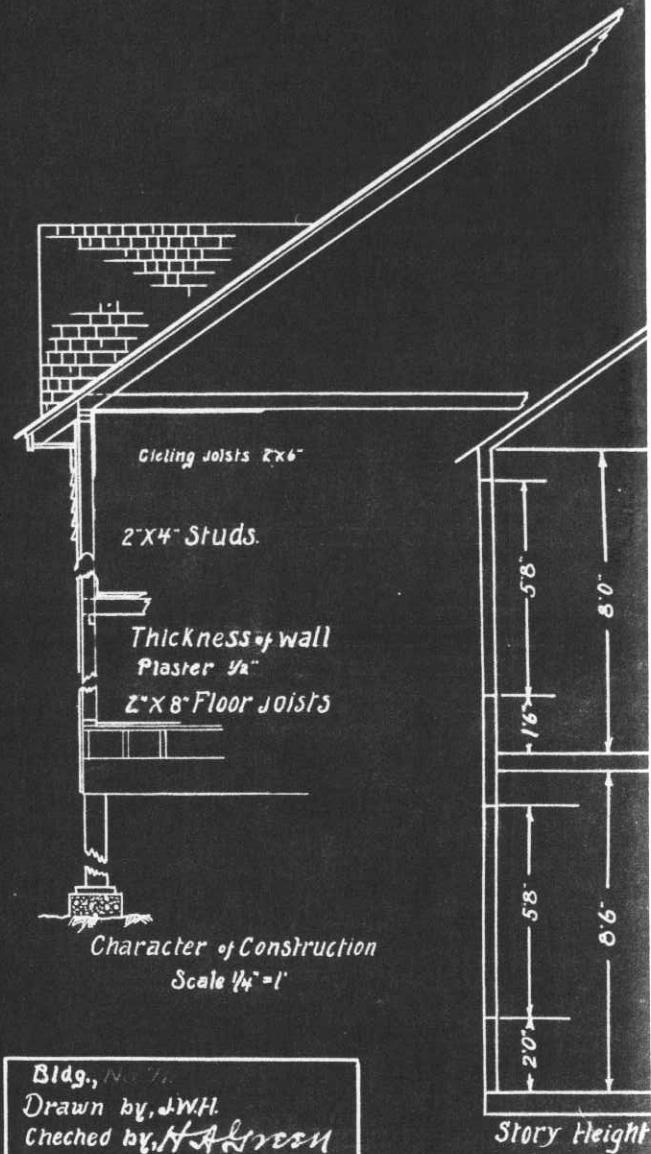 Cieling Joists 2"x6"
2"x4" Studs.
Thickness of wall
Plaster 1/2"
2"x8" Floor Joists
Character of Construction
Scale 1/4"=1'
5'.8"
8'.0"
1'.9"
5'.8"
8'.6"
2'.0"
Story Height
Bldg.,
Drawn by, J.W.H.
Cheched by, H A Green